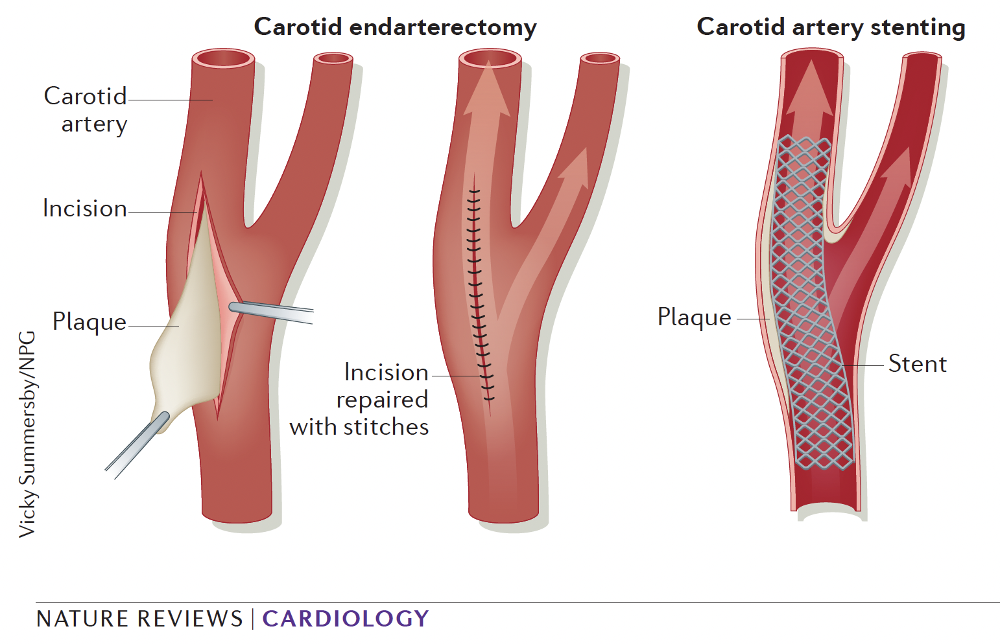 Carotid endarterectomy
Carotid
artery
Incision
Plaque
Incision
repaired
with stitches
Carotid artery stenting
Plaque
Stent
Vicky Summersby/NPG
NATURE REVIEWS | CARDIOLOGY